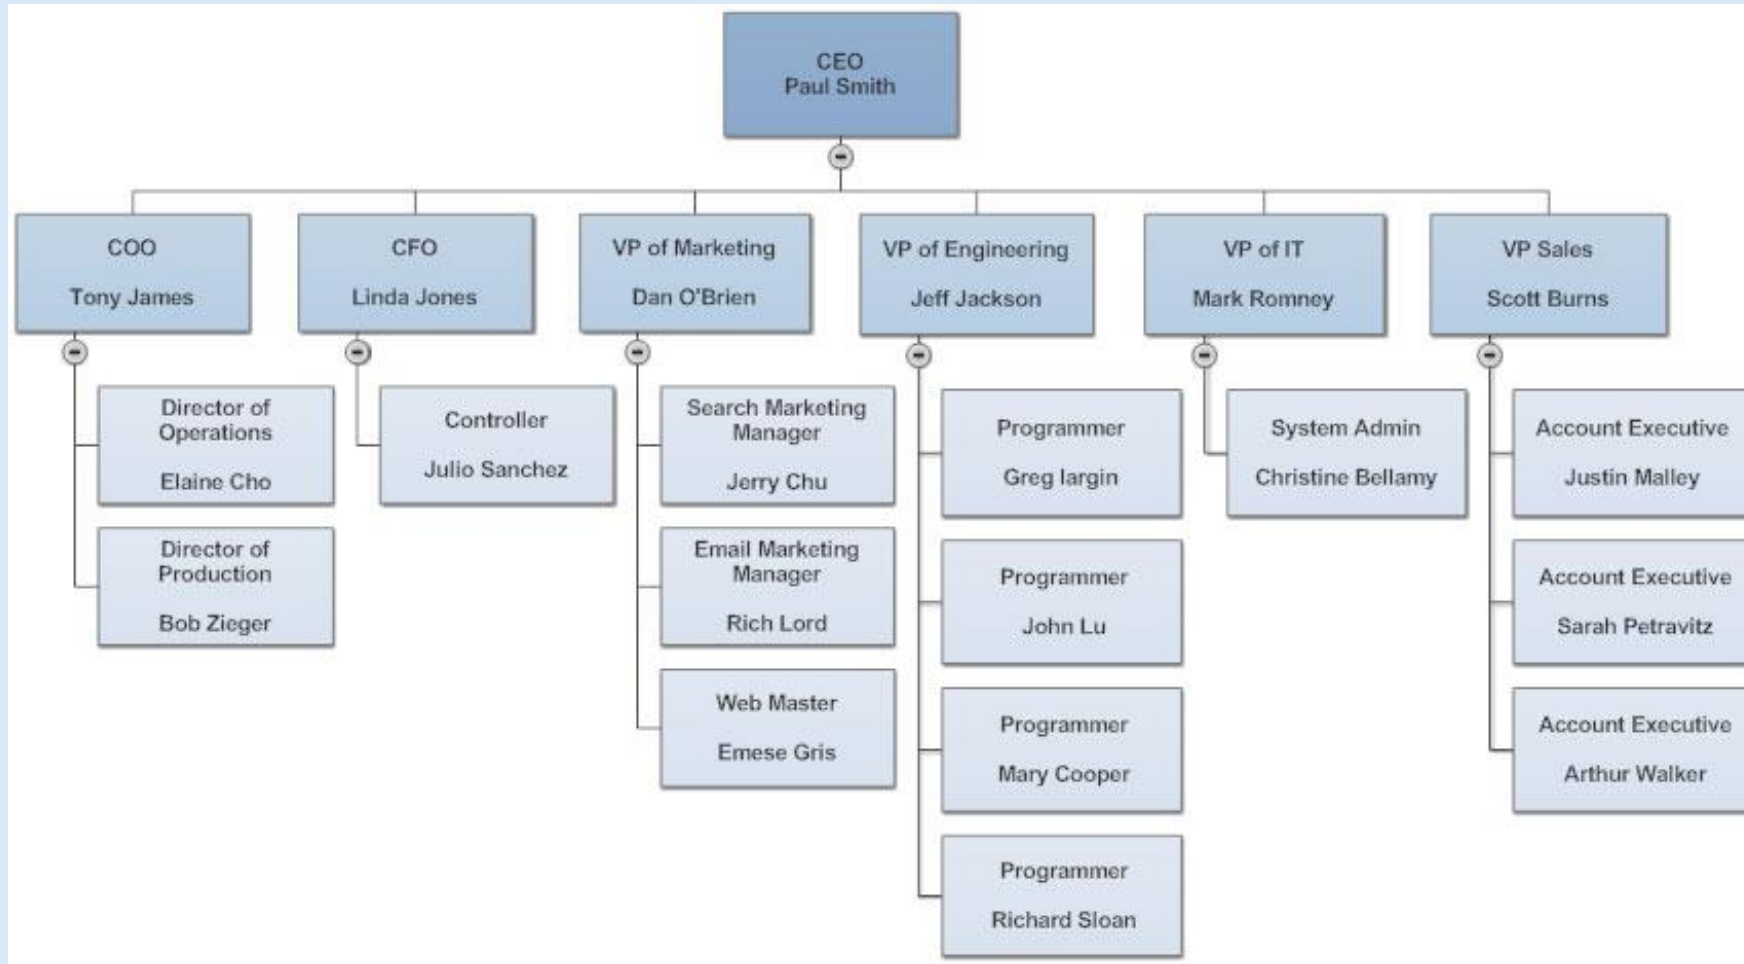 CEO
Paul Smith
COO
Tony James
CFO
Linda Jones
VP of Marketing
Dan O'Brien
VP of Engineering
Jeff Jackson
VP of IT
Mark Romney
VP Sales
Scott Burns
Director of
Operations
Elaine Cho
Director of
Production
Bob Zieger
Controller
Julio Sanchez
Search Marketing
Manager
Jerry Chu
Email Marketing
Manager
Rich Lord
Web Master
Emese Gris
Programmer
Greg largin
Programmer
John Lu
Programmer
Mary Cooper
Programmer
Richard Sloan
System Admin
Christine Bellamy
Account Executive
Justin Malley
Account Executive
Sarah Petravitz
Account Executive
Arthur Walker